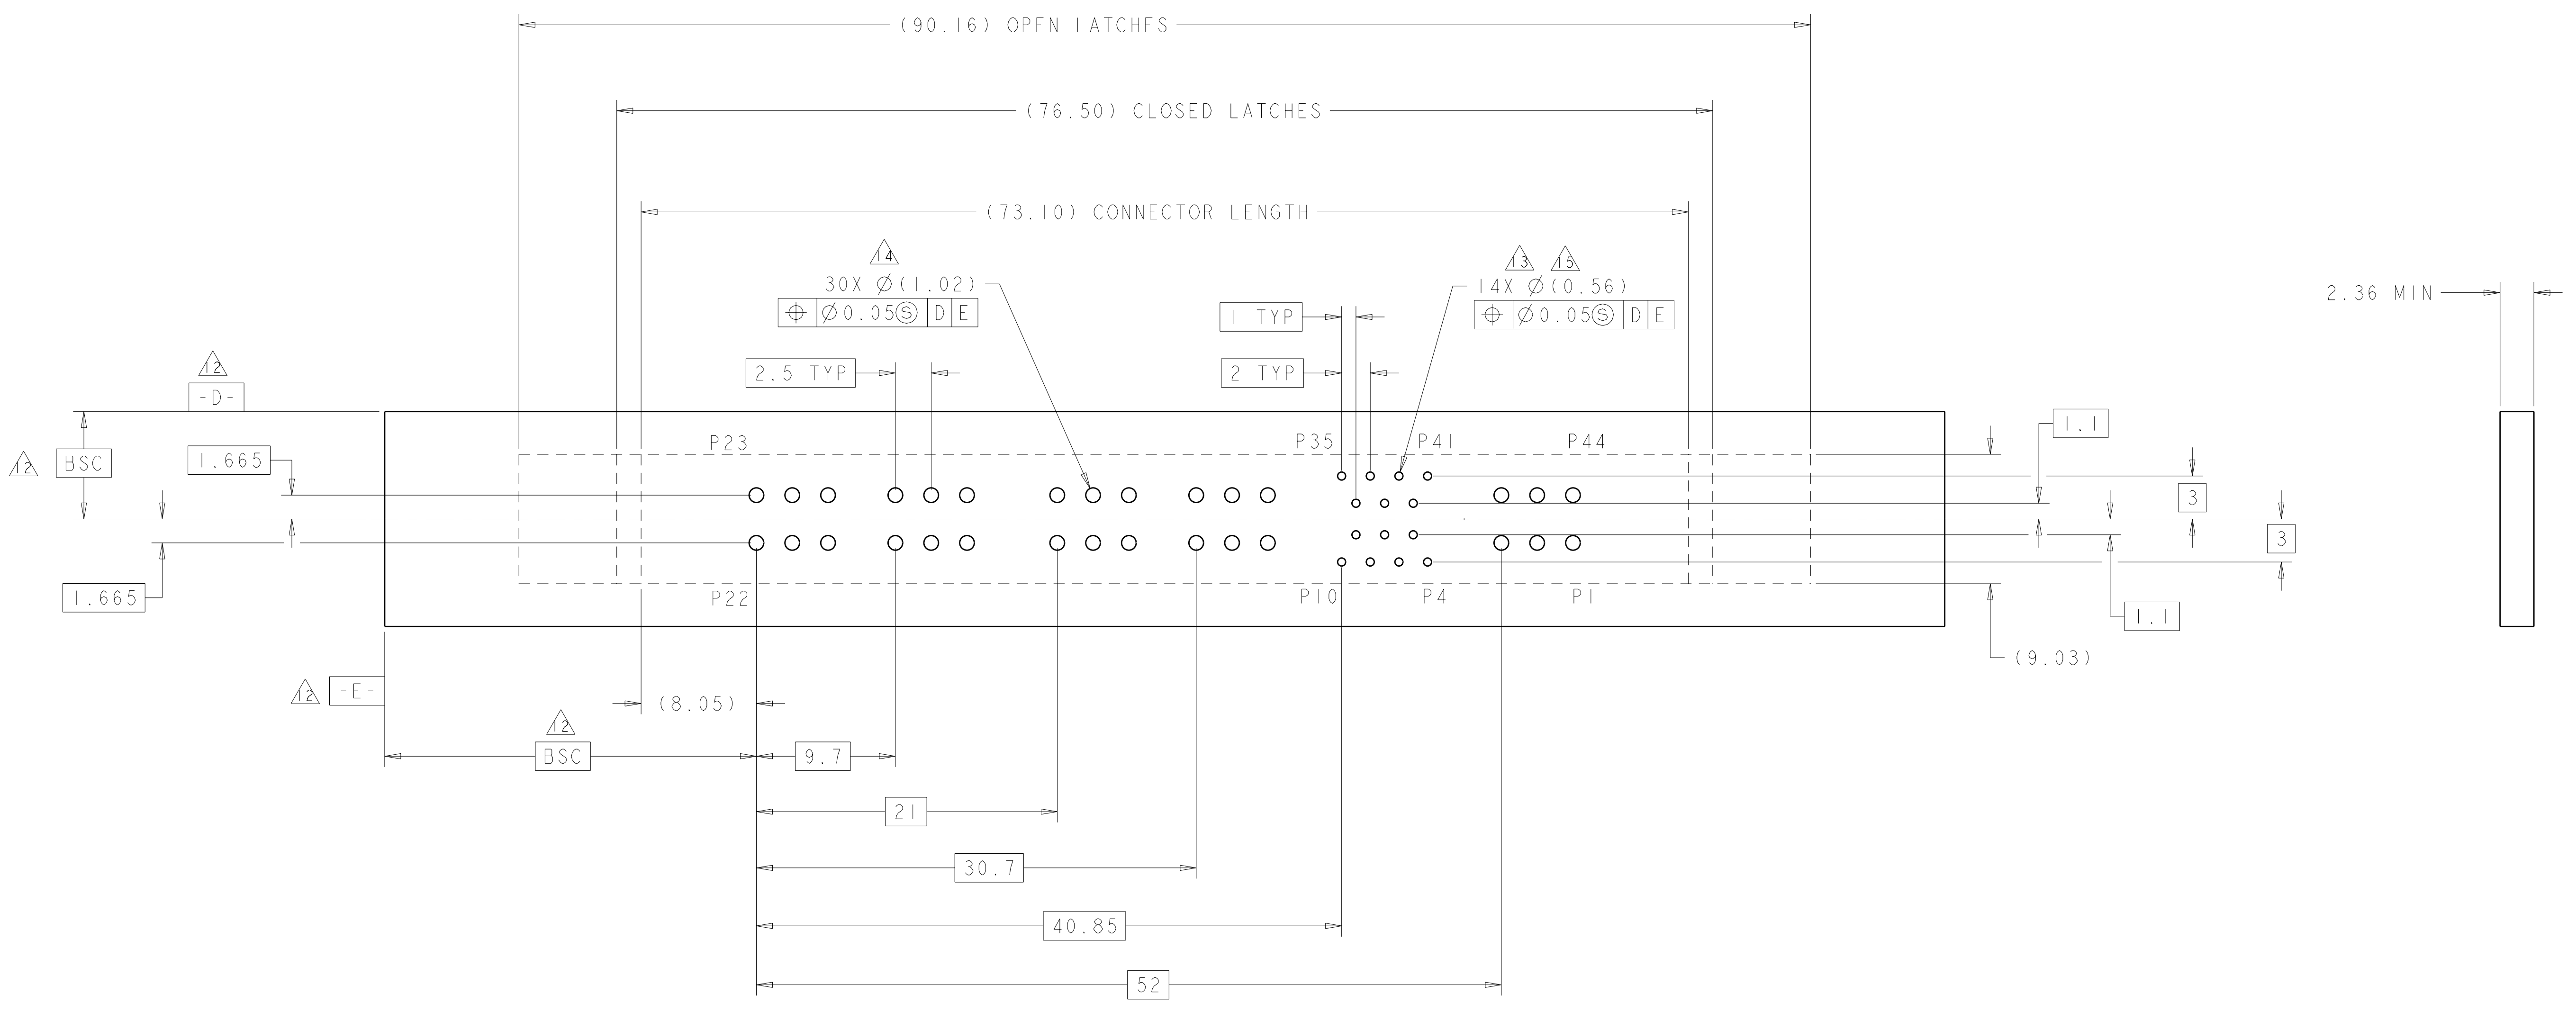 (90.16) OPEN LATCHES
(76.50) CLOSED LATCHES
(73.10) CONNECTOR LENGTH
14
30X Ø(1.02)
⌖ Ø0.05Ⓢ D E
13 15
14X Ø(0.56)
⌖ Ø0.05Ⓢ D E
1 TYP
2.36 MIN
2.5 TYP
2 TYP
12
-D-
1.1
12
BSC
1.665
P23
P35
P41
P44
3
3
1.665
P22
P10
P4
P1
1.1
(9.03)
12
-E-
(8.05)
12
BSC
9.7
21
30.7
40.85
52